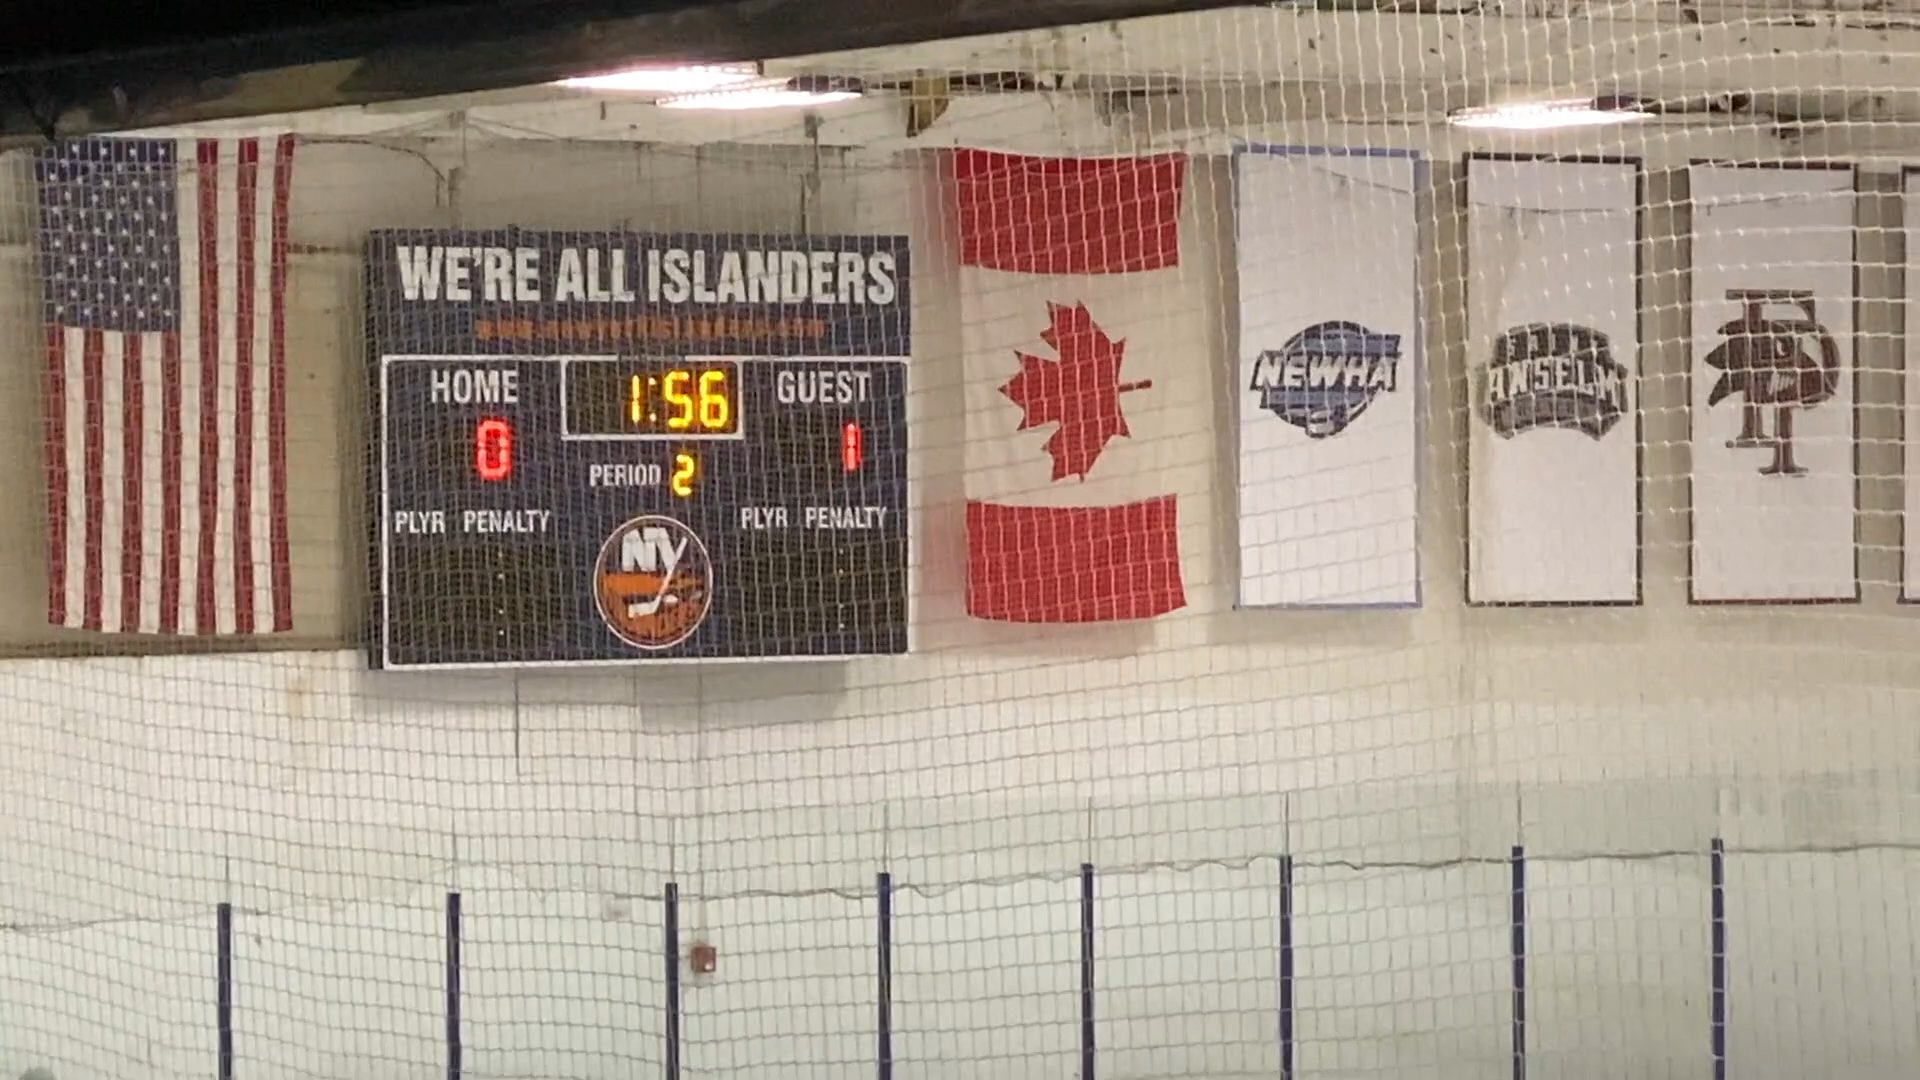 WE'RE ALL ISLANDERS
HOME
1:56
GUEST
0
1
PERIOD 2
PLYR PENALTY
PLYR PENALTY
NY
NEWHA
ANSELM